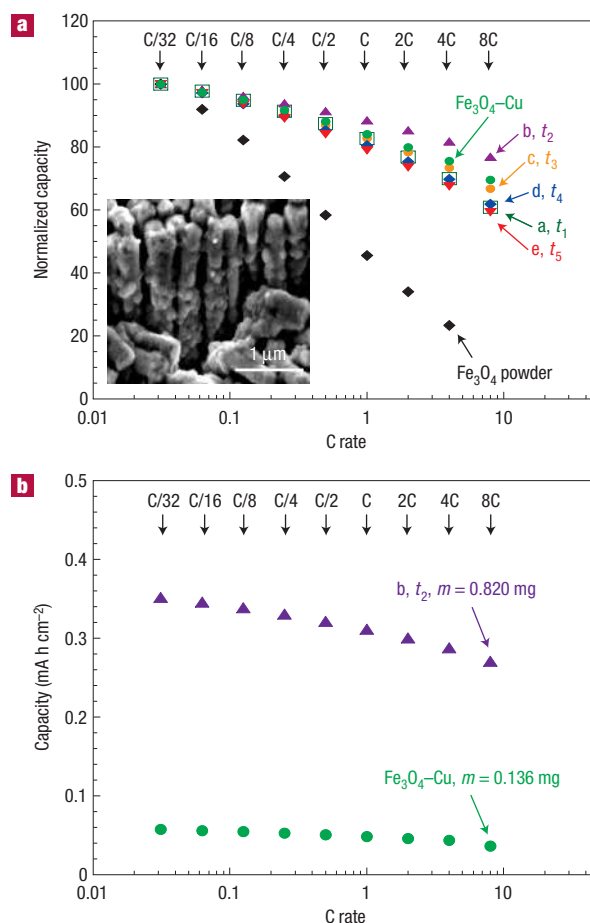 a
120
100
80
60
40
20
0
Normalized capacity
C/32 C/16 C/8 C/4 C/2 C 2C 4C 8C
Fe₃O₄–Cu
b, t₂
c, t₃
d, t₄
a, t₁
e, t₅
Fe₃O₄ powder
1 µm
0.01 0.1 1 10
C rate
b
0.5
0.4
0.3
0.2
0.1
0
Capacity (mA h cm⁻²)
C/32 C/16 C/8 C/4 C/2 C 2C 4C 8C
b, t₂, m = 0.820 mg
Fe₃O₄–Cu, m = 0.136 mg
0.01 0.1 1 10
C rate